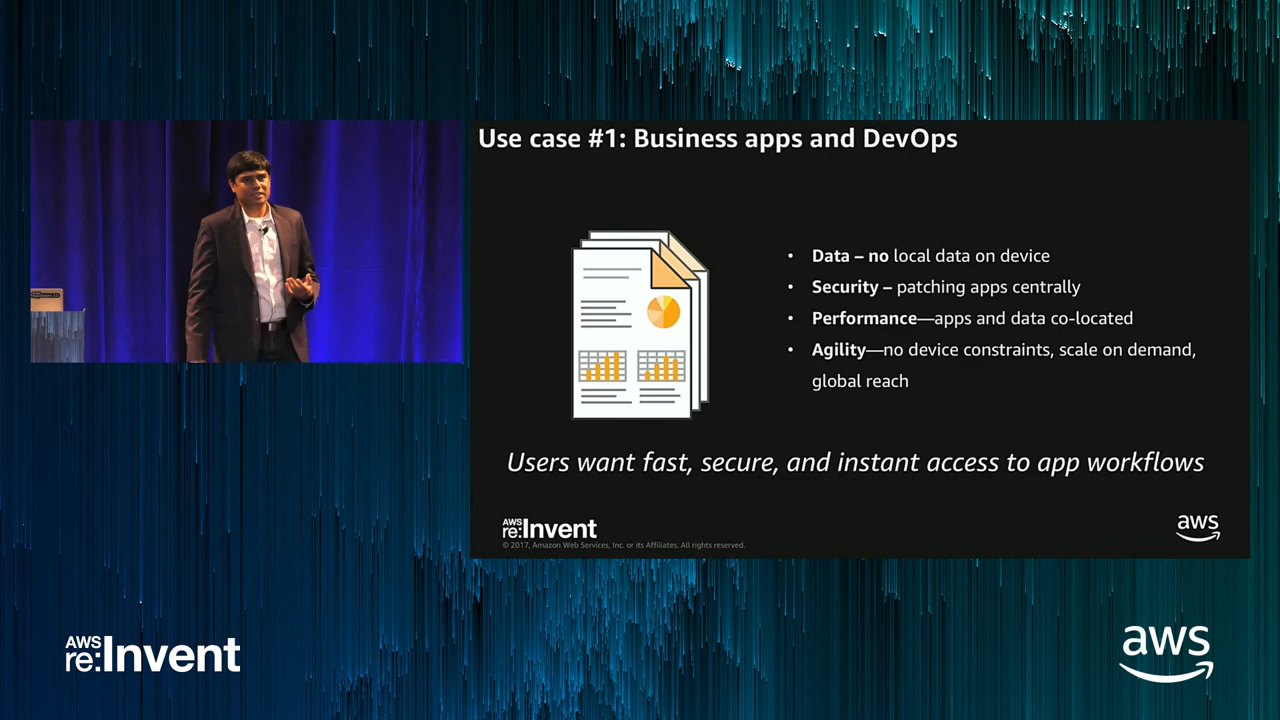 Use case #1: Business apps and DevOps
• Data – no local data on device
• Security – patching apps centrally
• Performance—apps and data co-located
• Agility—no device constraints, scale on demand,
global reach
Users want fast, secure, and instant access to app workflows
AWS
re:Invent
© 2017, Amazon Web Services, Inc. or its Affiliates. All rights reserved.
aws
AWS
re:Invent
aws